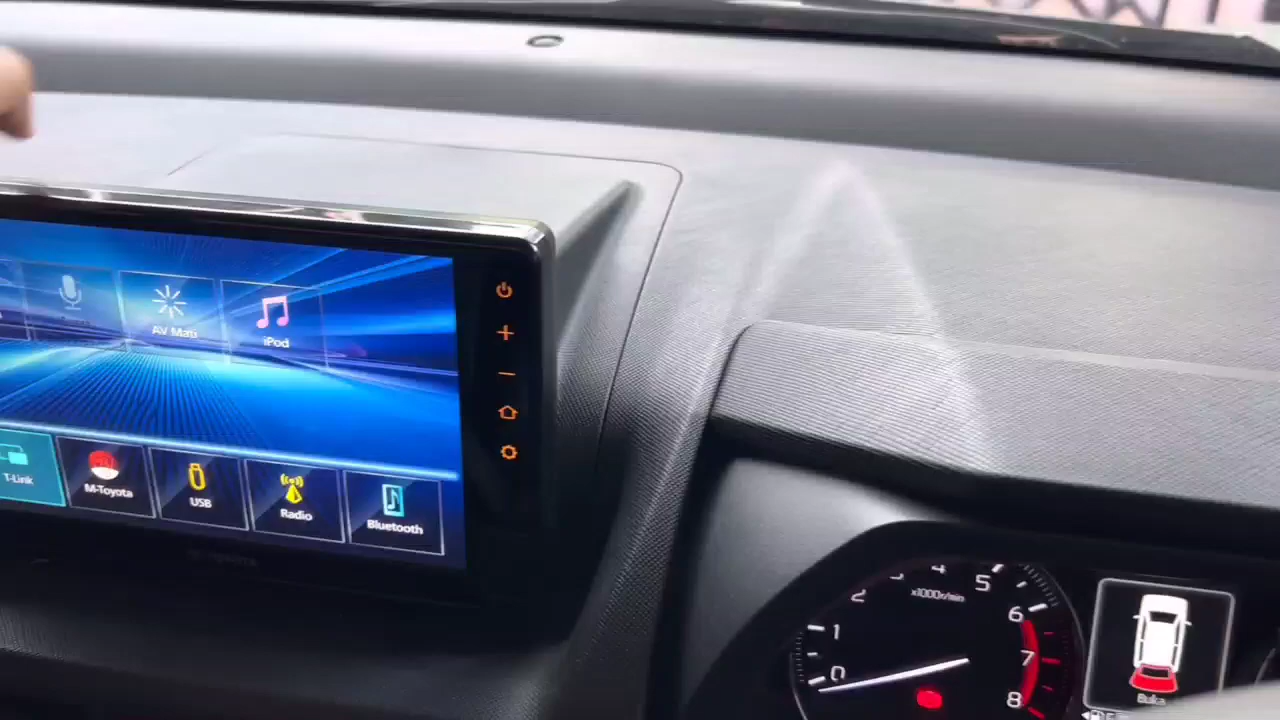 AV Mati
iPod
T-Link
M-Toyota
USB
Radio
Bluetooth
0
1
2
3
4
5
6
7
8
x1000r/min
Buka